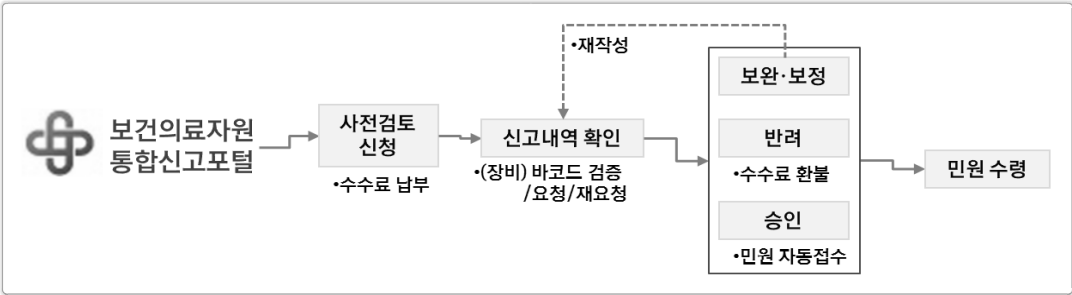 보건의료자원
통합신고포털
사전검토
신청
•수수료 납부
신고내역 확인
•(장비) 바코드 검증
/요청/재요청
•재작성
보완·보정
반려
•수수료 환불
승인
•민원 자동접수
민원 수령